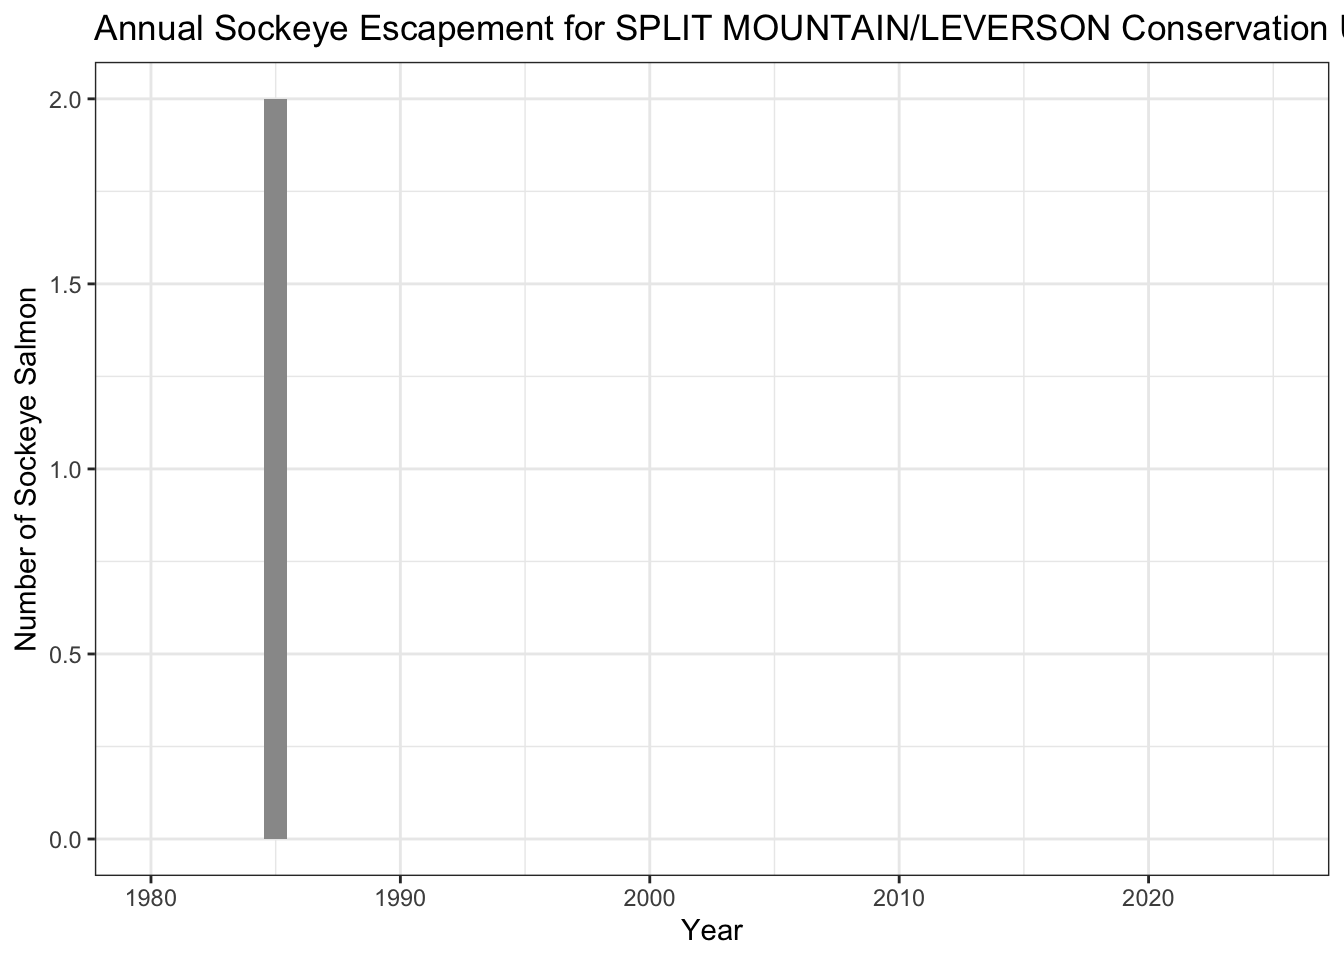 Annual Sockeye Escapement for SPLIT MOUNTAIN/LEVERSON Conservation
2.0
1.5
1.0
0.5
0.0
Number of Sockeye Salmon
1980 1990 2000 2010 2020
Year